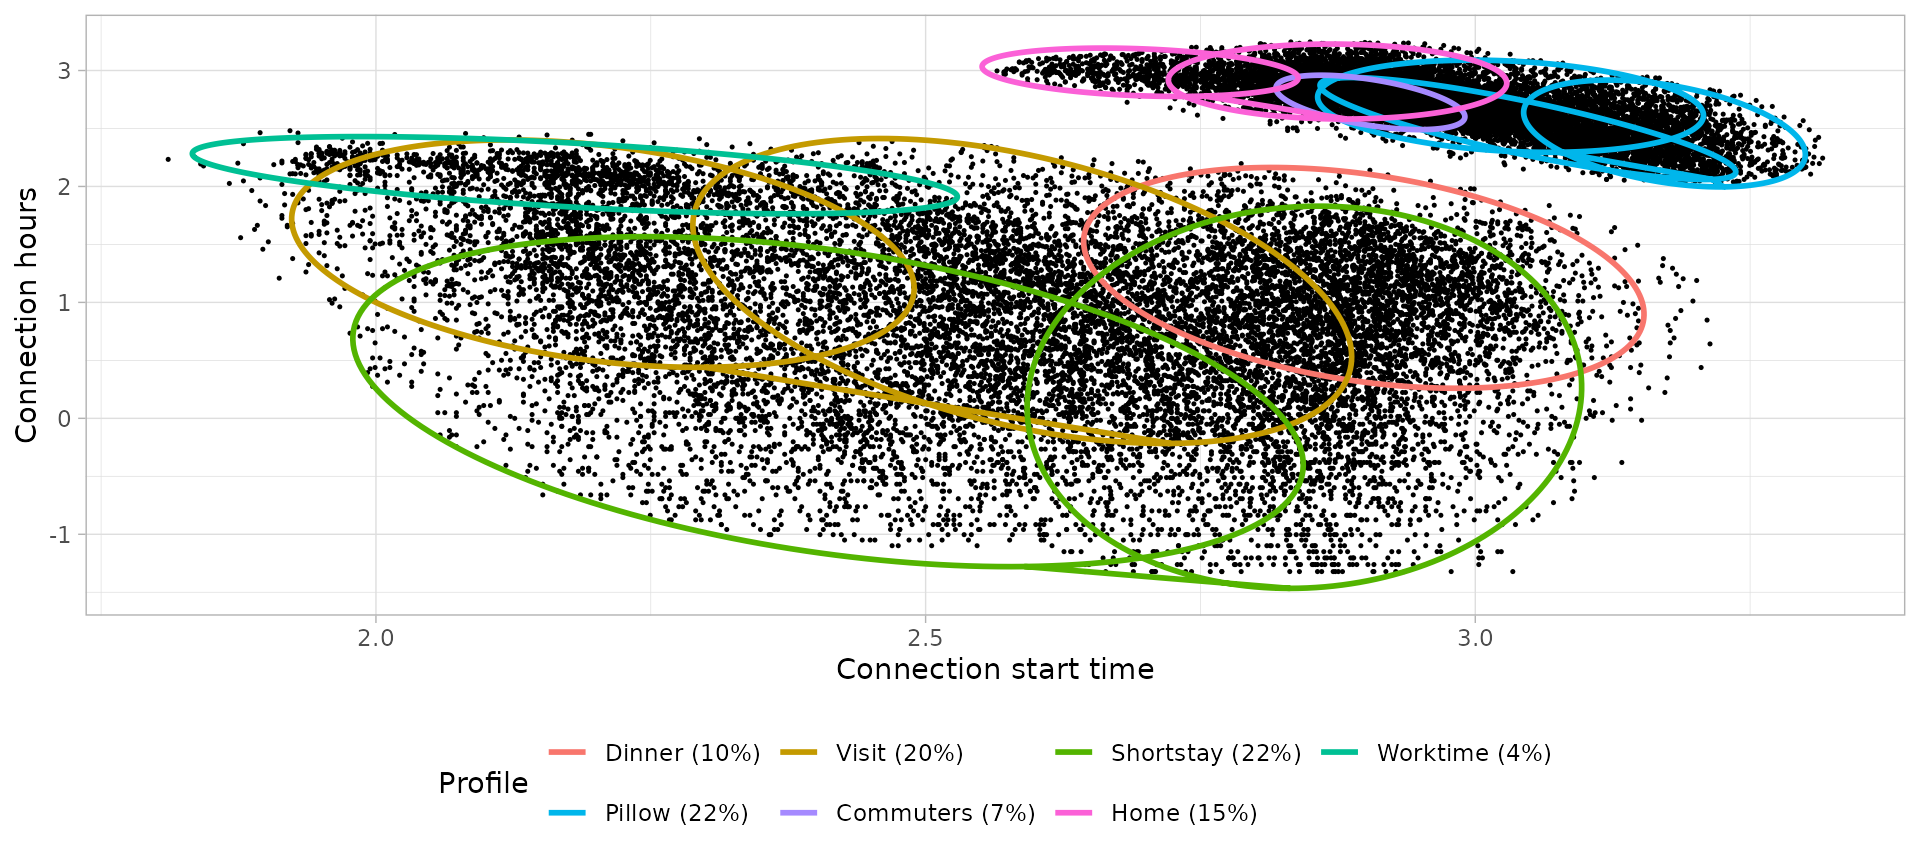 3
2
1
0
-1
Connection hours
2.0 2.5 3.0
Connection start time
Profile
Dinner (10%) Visit (20%) Shortstay (22%) Worktime (4%)
Pillow (22%) Commuters (7%) Home (15%)